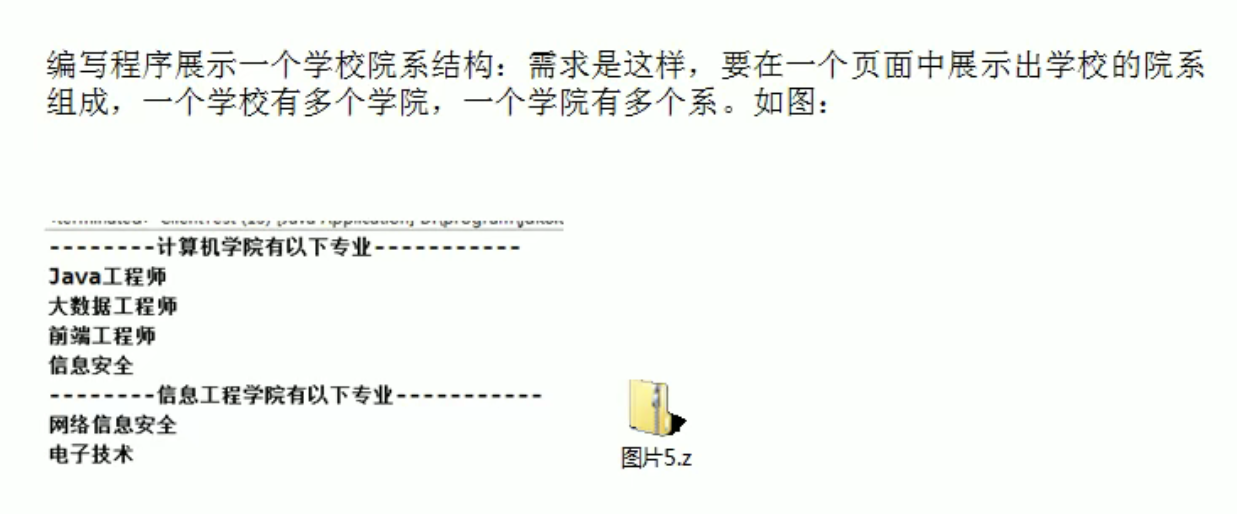 编写程序展示一个学校院系结构：需求是这样，要在一个页面中展示出学校的院系
组成，一个学校有多个学院，一个学院有多个系。如图：
--------计算机学院有以下专业-----------
Java工程师
大数据工程师
前端工程师
信息安全
--------信息工程学院有以下专业-----------
网络信息安全
电子技术
图片5.z